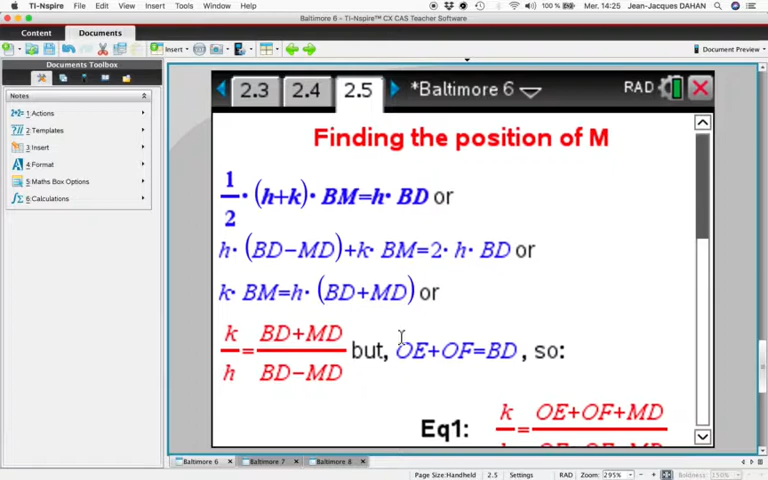 TI-Nspire File Edit View Insert Tools Window 100 % Mer. 14:25 Jean-Jacques DAHAN
Baltimore 6 - TI-Nspire™ CX CAS Teacher Software
Content Documents
Insert Document Preview
Documents Toolbox
Notes
1 Actions
2 Templates
3 Insert
4 Format
5 Maths Box Options
6 Calculations
2.3 2.4 2.5 *Baltimore 6 RAD
Finding the position of M
1/2·(h+k)·BM=h·BD or
h·(BD−MD)+k·BM=2·h·BD or
k·BM=h·(BD+MD) or
k/h=(BD+MD)/(BD−MD) but, OE+OF=BD , so:
Eq1: k = OE+OF+MD
Baltimore 6 Baltimore 7 Baltimore 8
Page Size:Handheld 2.5 Settings RAD Zoom: 295% Boldness: 150%